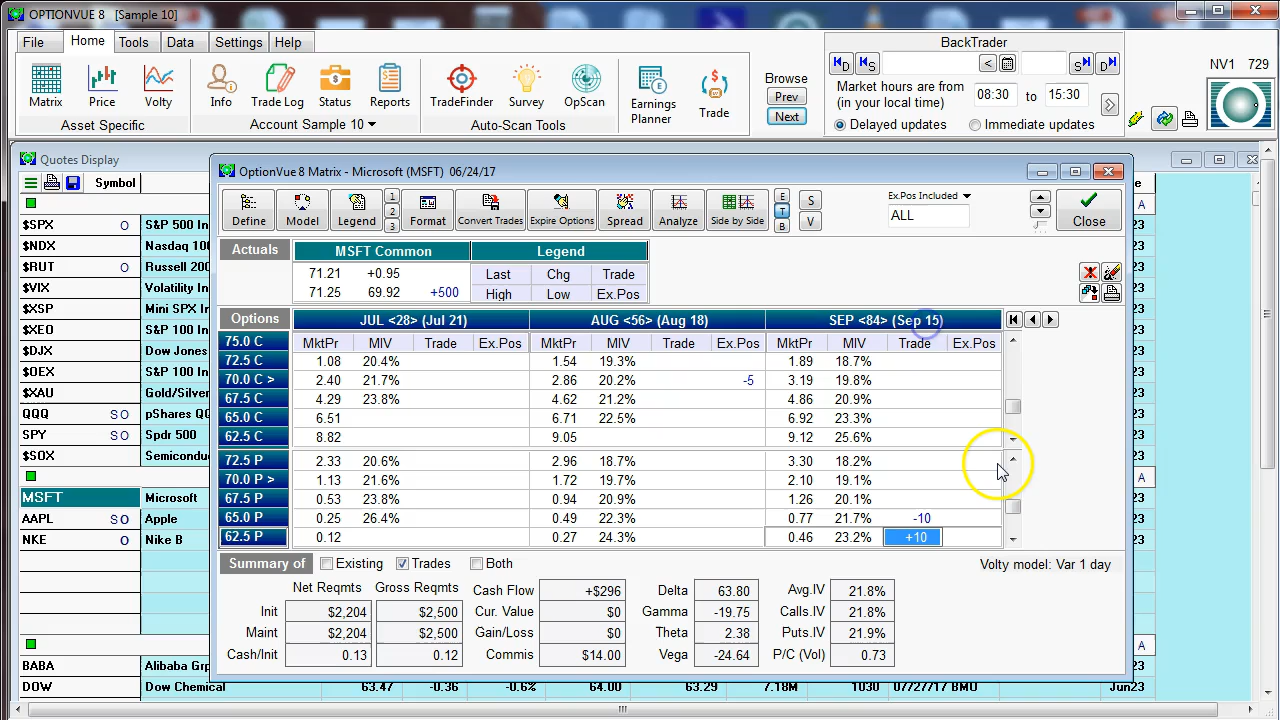 OPTIONVUE 8 [Sample 10]
File Home Tools Data Settings Help
BackTrader
Matrix Price Volty Info Trade Log Status Reports TradeFinder Survey OpScan Earnings Planner Trade
Asset Specific Account Sample 10 Auto-Scan Tools
Browse
Prev
Next
D S < S D
Market hours are from
(in your local time)
08:30 to 15:30
Delayed updates Immediate updates
NV1 729
Quotes Display
Symbol
$SPX O S&P 500 I
$NDX Nasdaq 10
$RUT O Russell 200
$VIX Volatility In
$XSP Mini SPX In
$XEO S&P 100 E
$DJX Dow Jones
$OEX S&P 100 I
$XAU Gold/Silver
QQQ S O pShares QQ
SPY S O Spdr 500
$SOX Semicondu
MSFT Microsoft
AAPL O Apple
NKE O Nike B
BABA Alibaba Grp
DOW Dow Chemical 63.47 -0.36 -0.6% 64.00 63.29 7.18M 1030 07/27/17 BMO Jun23
OptionVue 8 Matrix - Microsoft (MSFT) 06/24/17
Define Model Legend 1 2 3 Format Convert Trades Expire Options Spread Analyze Side by Side E T B S V
Ex.Pos Included
ALL
Close
Actuals MSFT Common Legend
71.21 +0.95 Last Chg Trade
71.25 69.92 +500 High Low Ex.Pos
Options JUL <28> (Jul 21) AUG <56> (Aug 18) SEP <84> (Sep 15)
75.0 C MktPr MIV Trade Ex.Pos MktPr MIV Trade Ex.Pos MktPr MIV Trade Ex.Pos
72.5 C 1.08 20.4% 1.54 19.3% 1.89 18.7%
70.0 C > 2.40 21.7% 2.86 20.2% -5 3.19 19.8%
67.5 C 4.29 23.8% 4.62 21.2% 4.86 20.9%
65.0 C 6.51 6.71 22.5% 6.92 23.3%
62.5 C 8.82 9.05 9.12 25.6%
72.5 P 2.33 20.6% 2.96 18.7% 3.30 18.2%
70.0 P > 1.13 21.6% 1.72 19.7% 2.10 19.1%
67.5 P 0.53 23.8% 0.94 20.9% 1.26 20.1%
65.0 P 0.25 26.4% 0.49 22.3% 0.77 21.7% -10
62.5 P 0.12 0.27 24.3% 0.46 23.2% +10
Summary of Existing Trades Both Volty model: Var 1 day
Net Reqmts Gross Reqmts Cash Flow +$296 Delta 63.80 Avg.IV 21.8%
Init $2,204 $2,500 Cur. Value $0 Gamma -19.75 Calls.IV 21.8%
Maint $2,204 $2,500 Gain/Loss $0 Theta 2.38 Puts.IV 21.9%
Cash/Init 0.13 0.12 Commis $14.00 Vega -24.64 P/C (Vol) 0.73